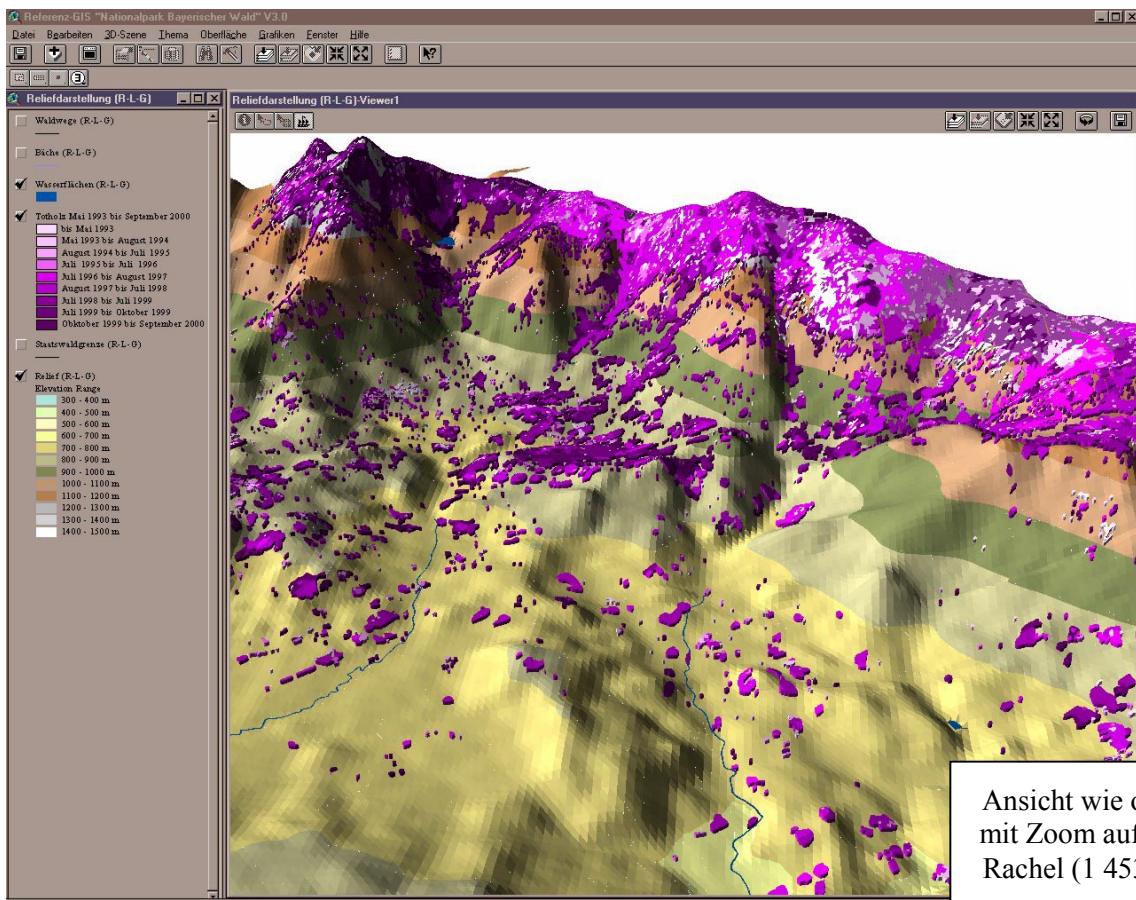 Referenz-GIS "Nationalpark Bayerischer Wald" V3.0
Datei Bearbeiten 3D-Szene Thema Oberfläche Grafiken Fenster Hilfe
Reliefdarstellung (R-L-G)
Waldwege (R-L-G)
Bäche (R-L-G)
Wasserflächen (R-L-G)
Totholz Mai 1993 bis September 2000
bis Mai 1993
Mai 1993 bis August 1994
August 1994 bis Juli 1995
Juli 1995 bis Juli 1996
Juli 1996 bis August 1997
August 1997 bis Juli 1998
Juli 1998 bis Juli 1999
Juli 1999 bis Oktober 1999
Obktober 1999 bis September 2000
Staatswaldgrenze (R-L-G)
Relief (R-L-G)
Elevation Range
300 - 400 m
400 - 500 m
500 - 600 m
600 - 700 m
700 - 800 m
800 - 900 m
900 - 1000 m
1000 - 1100 m
1100 - 1200 m
1200 - 1300 m
1300 - 1400 m
1400 - 1500 m
Reliefdarstellung (R-L-G)-Viewer1
Ansicht wie
mit Zoom auf
Rachel (1 453